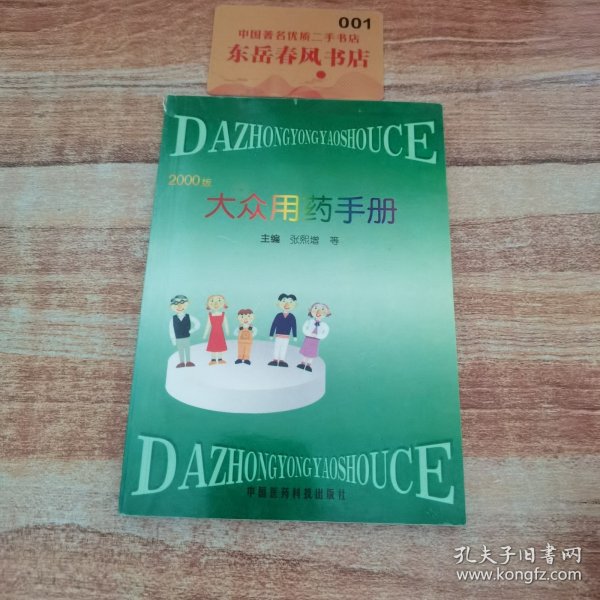 001
中国著名优质二手书店
东岳春风书店
DAZHONGYONGYAOSHOUCE
2000版
大众用药手册
主编 张熙增 等
DAZHONGYONGYAOSHOUCE
中国医药科技出版社
孔夫子旧书网
www.kongfz.com